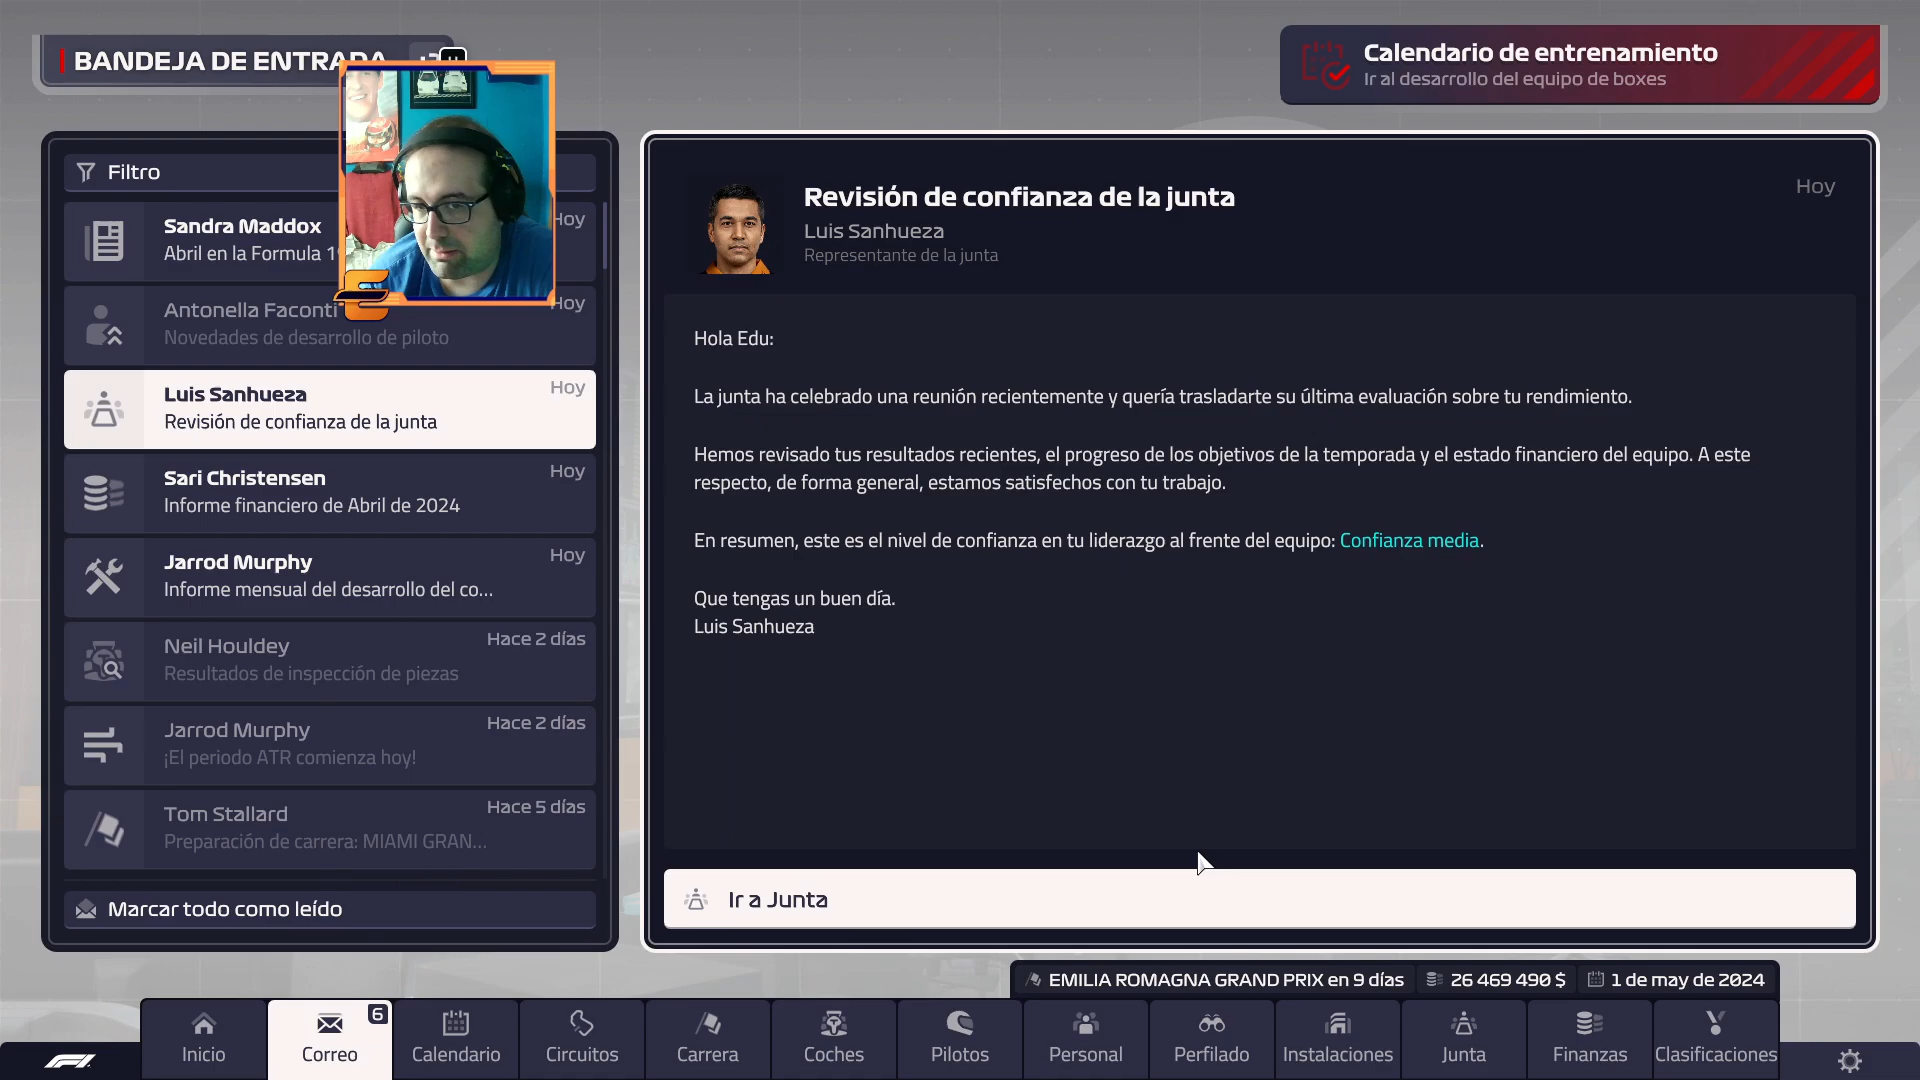 BANDEJA DE ENTRADA
Calendario de entrenamiento
Ir al desarrollo del equipo de boxes
Filtro
Sandra Maddox
Hoy
Abril en la Formula
Antonella Faconti
Hoy
Novedades de desarrollo de piloto
Luis Sanhueza
Hoy
Revisión de confianza de la junta
Sari Christensen
Hoy
Informe financiero de Abril de 2024
Jarrod Murphy
Hoy
Informe mensual del desarrollo del co...
Neil Houldey
Hace 2 días
Resultados de inspección de piezas
Jarrod Murphy
Hace 2 días
¡El periodo ATR comienza hoy!
Tom Stallard
Hace 5 días
Preparación de carrera: MIAMI GRAN...
Marcar todo como leído
Revisión de confianza de la junta
Hoy
Luis Sanhueza
Representante de la junta
Hola Edu:
La junta ha celebrado una reunión recientemente y quería trasladarte su última evaluación sobre tu rendimiento.
Hemos revisado tus resultados recientes, el progreso de los objetivos de la temporada y el estado financiero del equipo. A este
respecto, de forma general, estamos satisfechos con tu trabajo.
En resumen, este es el nivel de confianza en tu liderazgo al frente del equipo: Confianza media.
Que tengas un buen día.
Luis Sanhueza
Ir a Junta
EMILIA ROMAGNA GRAND PRIX en 9 días
26 469 490 $
1 de may de 2024
Inicio
6
Correo
Calendario
Circuitos
Carrera
Coches
Pilotos
Personal
Perfilado
Instalaciones
Junta
Finanzas
Clasificaciones